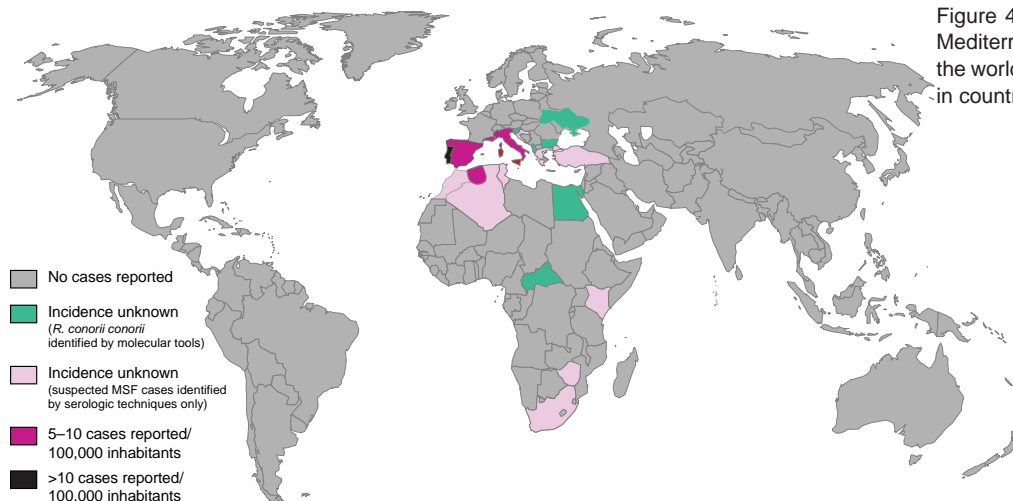 Figure 4
Mediterr
the world
in countr
No cases reported
Incidence unknown
(R. conorii conorii
identified by molecular tools)
Incidence unknown
(suspected MSF cases identified
by serologic techniques only)
5–10 cases reported/
100,000 inhabitants
>10 cases reported/
100,000 inhabitants